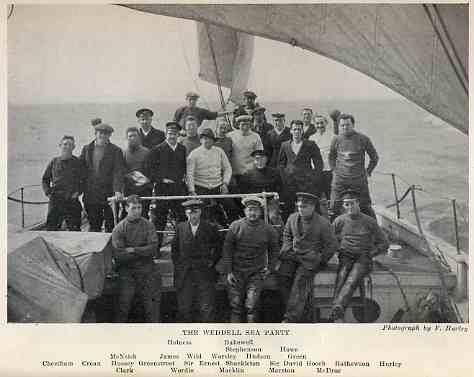 THE WEDDELL SEA PARTY
Photograph by F. Hurley
Holness Bakewell
Stephenson Howe
McNeish James Wild Worsley Hudson Green
Cheetham Crean Hussey Greenstreet Sir Ernest Shackleton Sir Daniel Gooch Rickinson Hurley
Clark Wordie Macklin Marston McIlroy